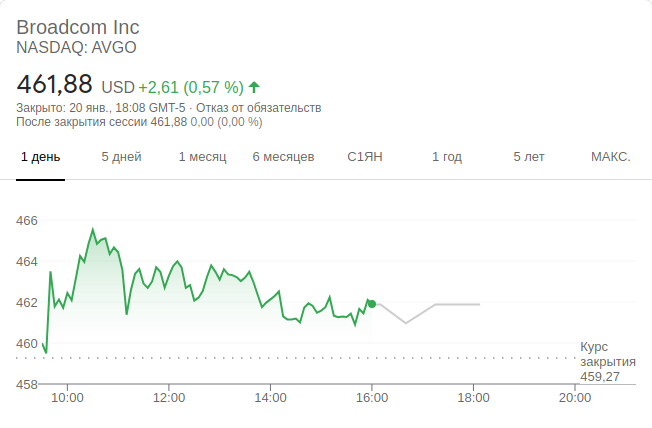 Broadcom Inc
NASDAQ: AVGO
461,88 USD +2,61 (0,57 %)
Закрыто: 20 янв., 18:08 GMT-5 · Отказ от обязательств
После закрытия сессии 461,88 0,00 (0,00 %)
1 день 5 дней 1 месяц 6 месяцев С1ЯН 1 год 5 лет МАКС.
466
464
462
460
Курс
закрытия
459,27
458
10:00 12:00 14:00 16:00 18:00 20:00